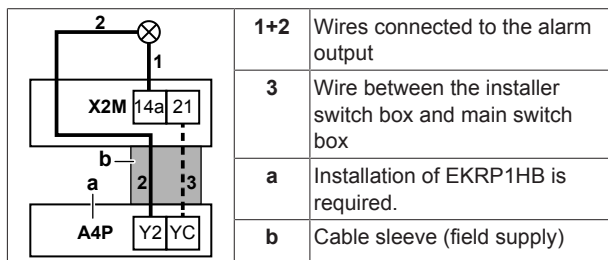 2
1
X2M 14a 21
b
a
2 3
A4P Y2 YC
1+2 Wires connected to the alarm
output
3 Wire between the installer
switch box and main switch
box
a Installation of EKRP1HB is
required.
b Cable sleeve (field supply)